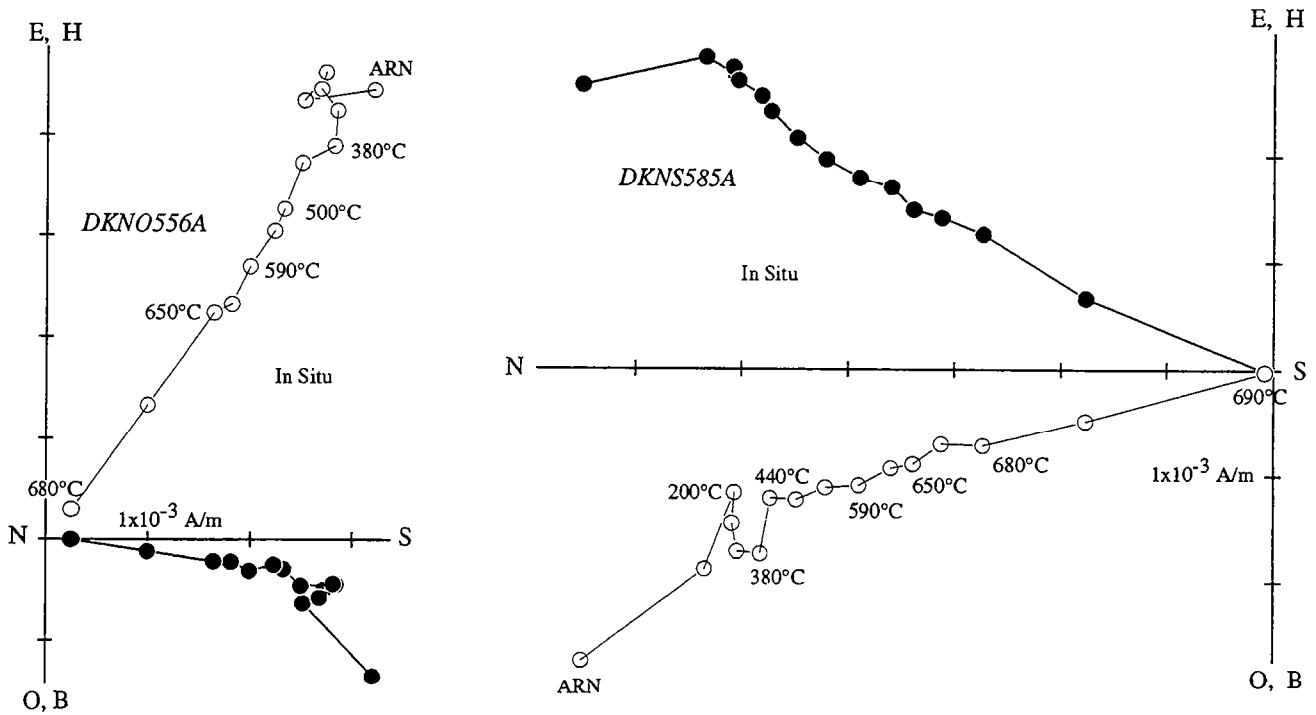 E, H
ARN
380°C
DKNO556A
500°C
590°C
650°C
In Situ
680°C
1x10⁻³ A/m
N
S
O, B
E, H
DKNS585A
In Situ
N
S
690°C
680°C
1x10⁻³ A/m
650°C
440°C
200°C
590°C
380°C
ARN
O, B